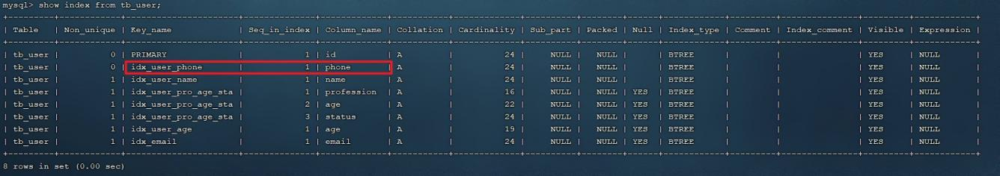 mysql> show index from tb_user;
+---------+------------+----------------------+--------------+-------------+-----------+-------------+----------+--------+------+------------+---------+---------------+---------+------------+
| Table | Non_unique | Key_name | Seq_in_index | Column_name | Collation | Cardinality | Sub_part | Packed | Null | Index_type | Comment | Index_comment | Visible | Expression |
+---------+------------+----------------------+--------------+-------------+-----------+-------------+----------+--------+------+------------+---------+---------------+---------+------------+
| tb_user | 0 | PRIMARY | 1 | id | A | 24 | NULL | NULL | | BTREE | | | YES | NULL |
| tb_user | 0 | idx_user_phone | 1 | phone | A | 24 | NULL | NULL | | BTREE | | | YES | NULL |
| tb_user | 1 | idx_user_name | 1 | name | A | 24 | NULL | NULL | | BTREE | | | YES | NULL |
| tb_user | 1 | idx_user_pro_age_sta | 1 | profession | A | 16 | NULL | NULL | YES | BTREE | | | YES | NULL |
| tb_user | 1 | idx_user_pro_age_sta | 2 | age | A | 22 | NULL | NULL | YES | BTREE | | | YES | NULL |
| tb_user | 1 | idx_user_pro_age_sta | 3 | status | A | 24 | NULL | NULL | YES | BTREE | | | YES | NULL |
| tb_user | 1 | idx_user_age | 1 | age | A | 19 | NULL | NULL | YES | BTREE | | | YES | NULL |
| tb_user | 1 | idx_email | 1 | email | A | 24 | NULL | NULL | YES | BTREE | | | YES | NULL |
+---------+------------+----------------------+--------------+-------------+-----------+-------------+----------+--------+------+------------+---------+---------------+---------+------------+
8 rows in set (0.00 sec)